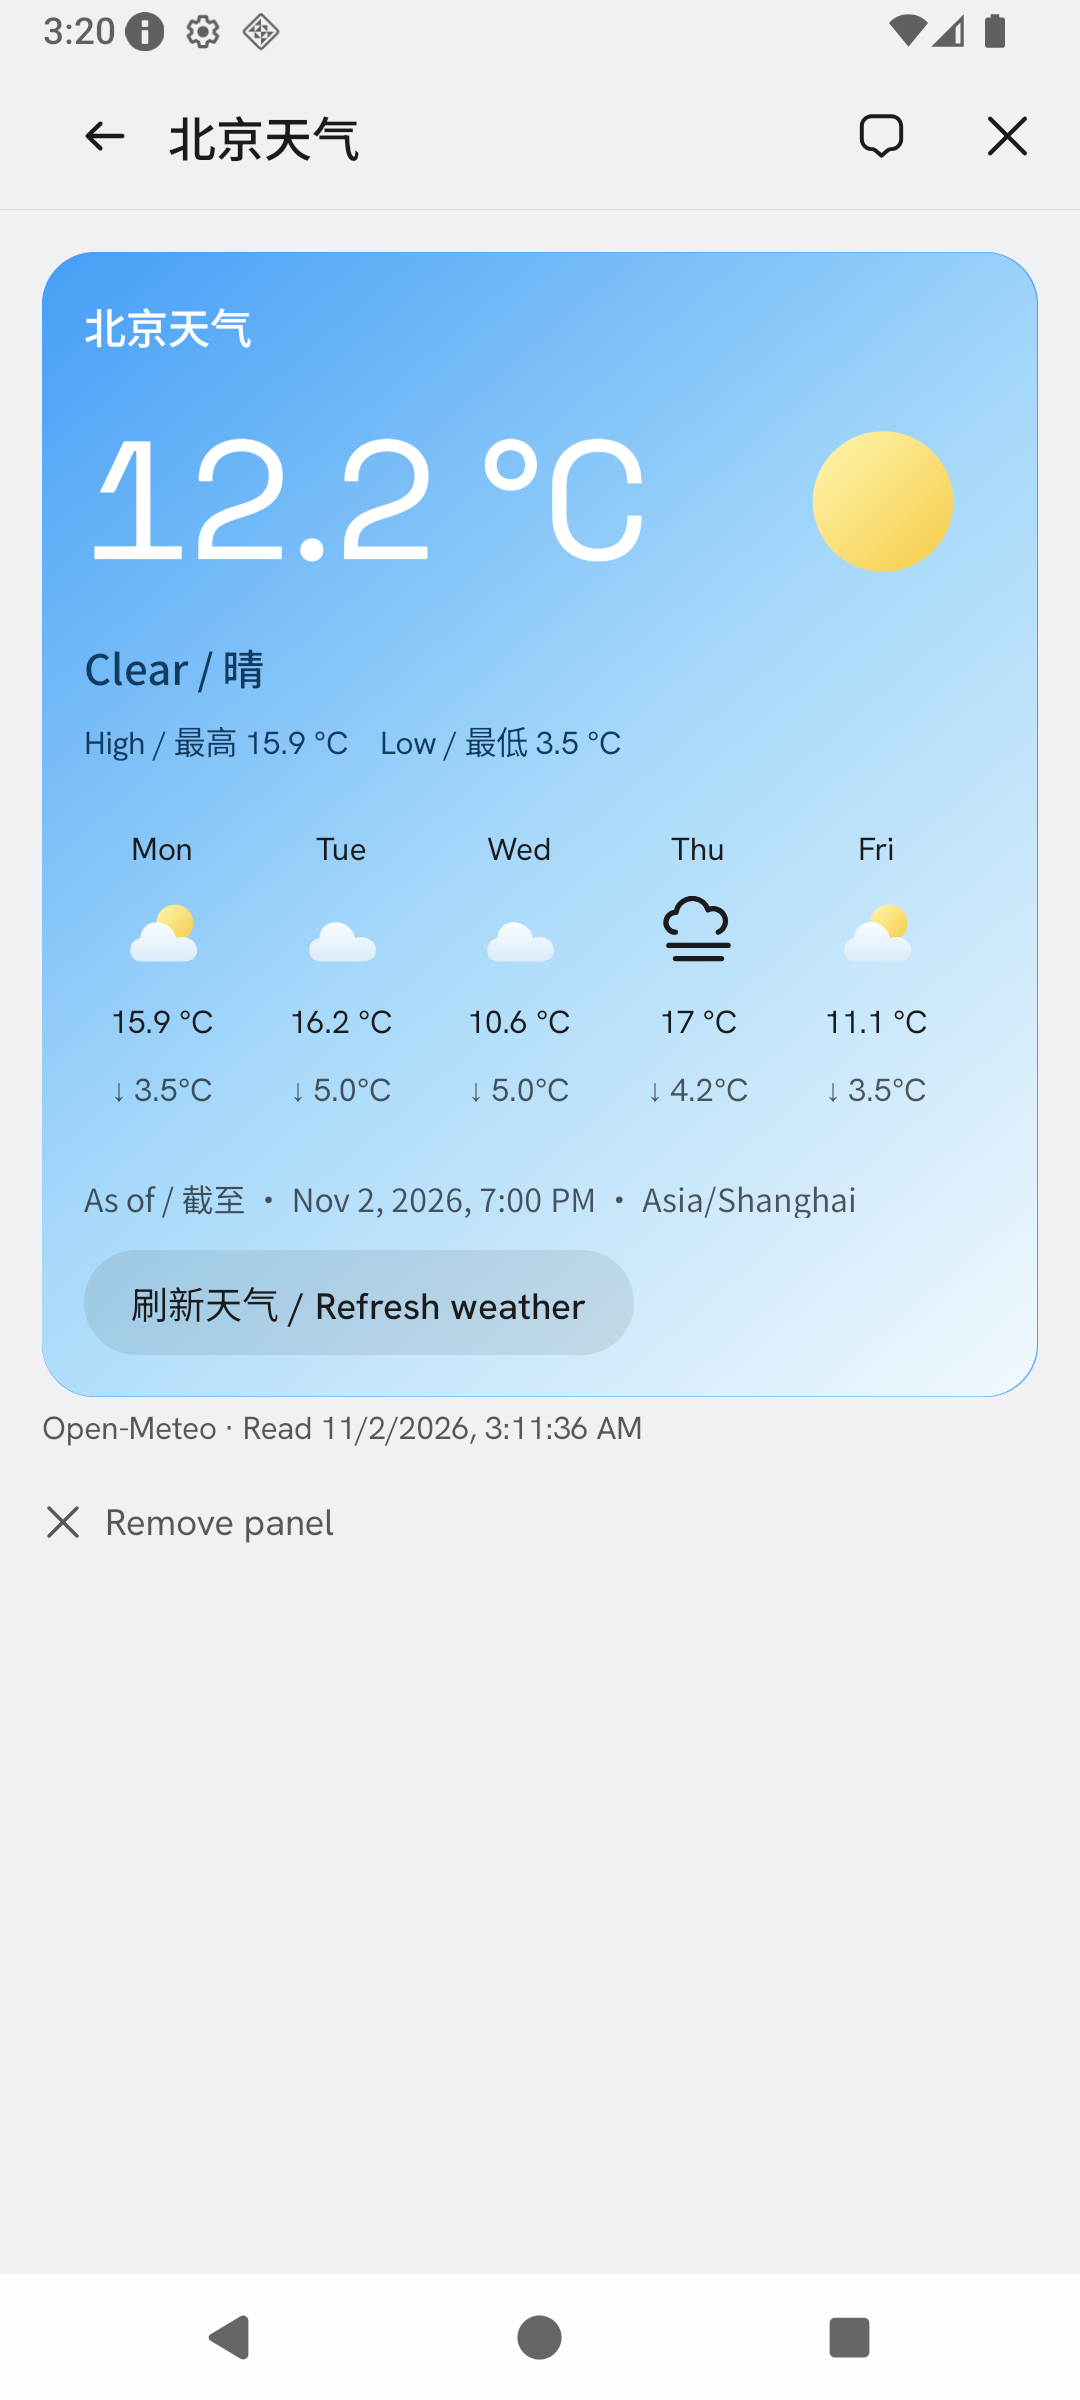 3:20
北京天气
北京天气
12.2 °C
Clear / 晴
High / 最高 15.9 °C Low / 最低 3.5 °C
Mon Tue Wed Thu Fri
15.9 °C 16.2 °C 10.6 °C 17 °C 11.1 °C
↓ 3.5°C ↓ 5.0°C ↓ 5.0°C ↓ 4.2°C ↓ 3.5°C
As of / 截至 • Nov 2, 2026, 7:00 PM • Asia/Shanghai
刷新天气 / Refresh weather
Open-Meteo · Read 11/2/2026, 3:11:36 AM
Remove panel